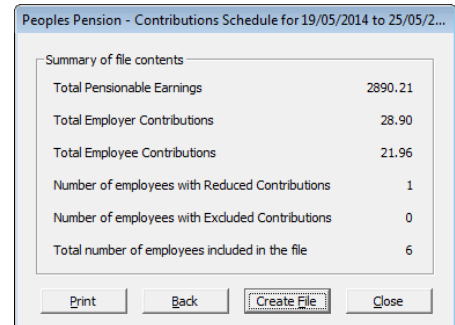 Peoples Pension - Contributions Schedule for 19/05/2014 to 25/05/2...
Summary of file contents
Total Pensionable Earnings 2890.21
Total Employer Contributions 28.90
Total Employee Contributions 21.96
Number of employees with Reduced Contributions 1
Number of employees with Excluded Contributions 0
Total number of employees included in the file 6
Print Back Create File Close